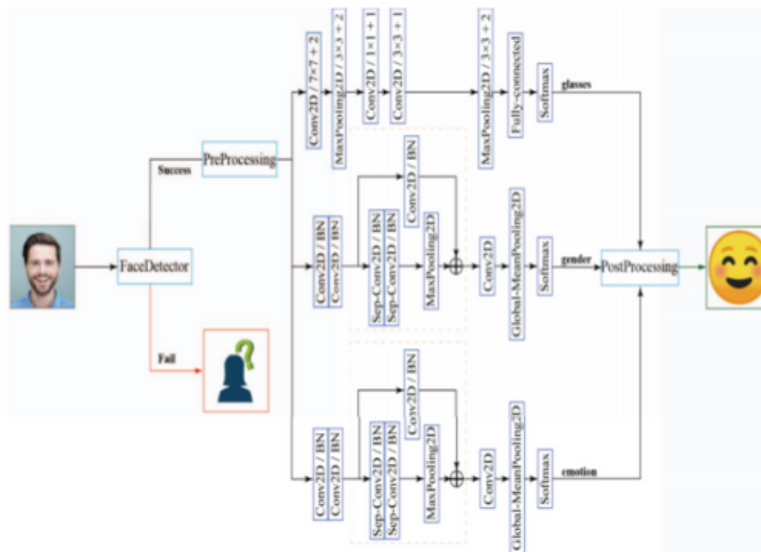 Conv2D / 7×7 + 2
MaxPooling2D / 3×3 + 2
Conv2D / 1×1 + 1
Conv2D / 3×3 + 1
MaxPooling2D / 3×3 + 2
Fully-connected
Softmax
glasses
PreProcessing
Success
FaceDetector
Fail
Conv2D / BN
Conv2D / BN
Sep-Conv2D / BN
Sep-Conv2D / BN
Conv2D / BN
MaxPooling2D
Conv2D
Global-MeanPooling2D
Softmax
gender
PostProcessing
Conv2D / BN
Conv2D / BN
Sep-Conv2D / BN
Sep-Conv2D / BN
Conv2D / BN
MaxPooling2D
Conv2D
Global-MeanPooling2D
Softmax
emotion